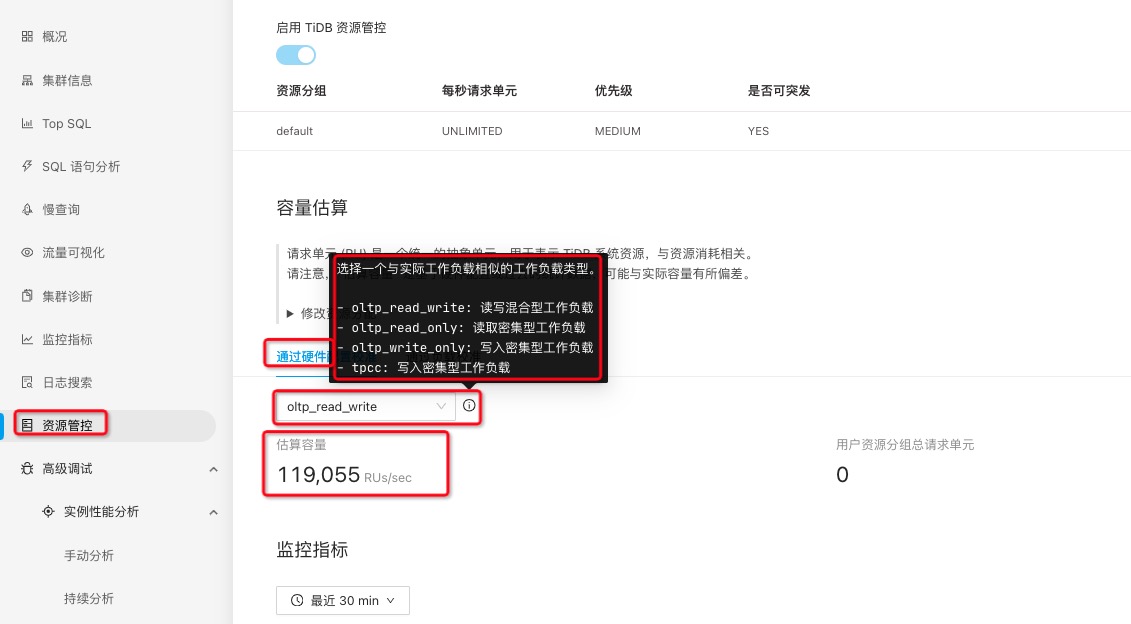 概况
集群信息
Top SQL
SQL 语句分析
慢查询
流量可视化
集群诊断
监控指标
日志搜索
资源管控
高级调试
实例性能分析
手动分析
持续分析
启用 TiDB 资源管控
资源分组 每秒请求单元 优先级 是否可突发
default UNLIMITED MEDIUM YES
容量估算
请求单元 (RU) 是一个统一的抽象单元，用于表示 TiDB 系统资源，与资源消耗相关。
请注意， 可能与实际容量有所偏差。
选择一个与实际工作负载相似的工作负载类型。
- oltp_read_write: 读写混合型工作负载
- oltp_read_only: 读取密集型工作负载
- oltp_write_only: 写入密集型工作负载
- tpcc: 写入密集型工作负载
修改资
通过硬件
oltp_read_write
估算容量 用户资源分组总请求单元
119,055 RUs/sec 0
监控指标
最近 30 min